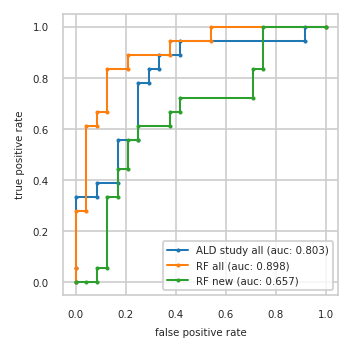 1.0
0.8
0.6
0.4
0.2
0.0
true positive rate
ALD study all (auc: 0.803)
RF all (auc: 0.898)
RF new (auc: 0.657)
0.0 0.2 0.4 0.6 0.8 1.0
false positive rate